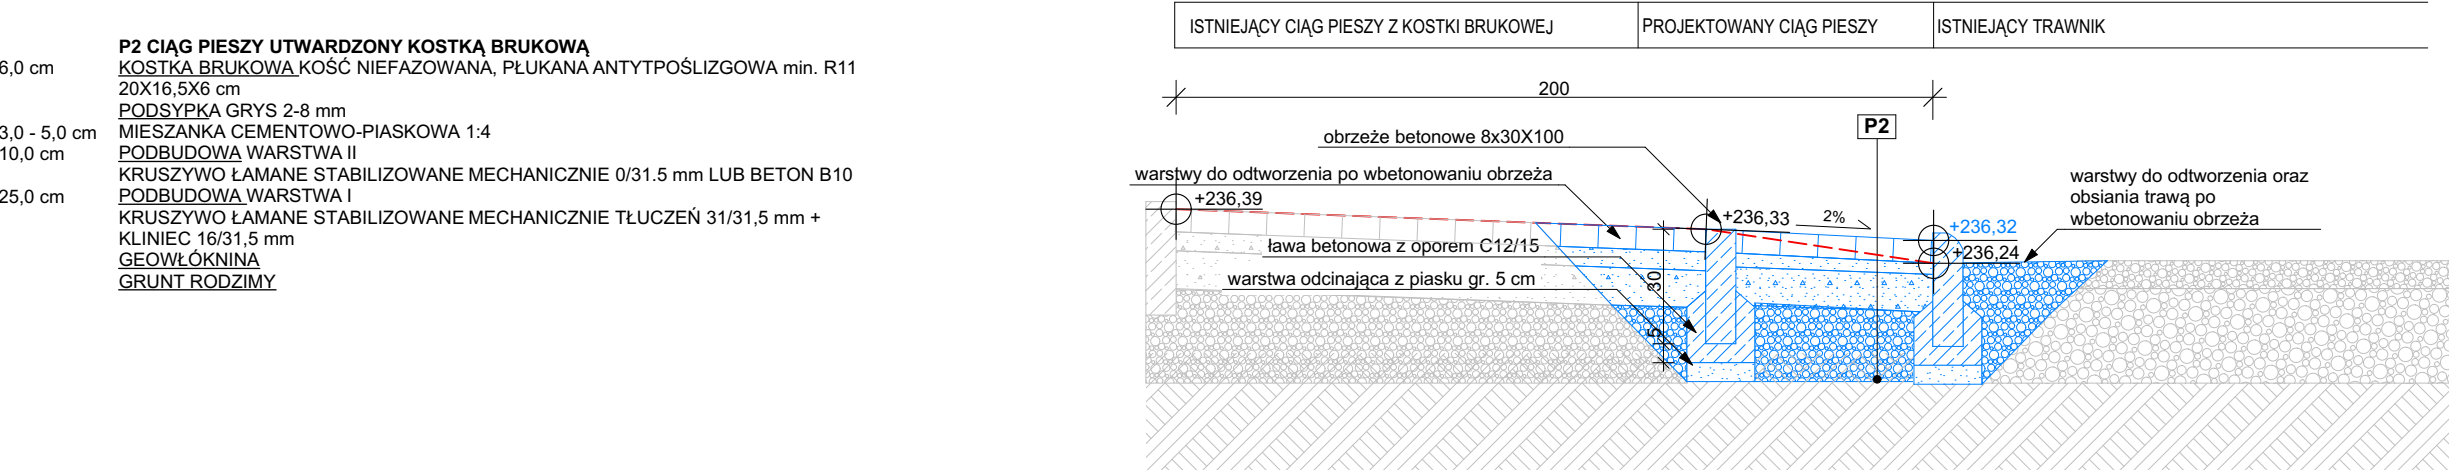 P2 CIĄG PIESZY UTWARDZONY KOSTKĄ BRUKOWĄ
6,0 cm KOSTKA BRUKOWA KOŚĆ NIEFAZOWANA, PŁUKANA ANTYTPOŚLIZGOWA min. R11
20X16,5X6 cm
PODSYPKA GRYS 2-8 mm
3,0 - 5,0 cm MIESZANKA CEMENTOWO-PIASKOWA 1:4
10,0 cm PODBUDOWA WARSTWA II
KRUSZYWO ŁAMANE STABILIZOWANE MECHANICZNIE 0/31.5 mm LUB BETON B10
25,0 cm PODBUDOWA WARSTWA I
KRUSZYWO ŁAMANE STABILIZOWANE MECHANICZNIE TŁUCZEŃ 31/31,5 mm +
KLINIEC 16/31,5 mm
GEOWŁÓKNINA
GRUNT RODZIMY
ISTNIEJĄCY CIĄG PIESZY Z KOSTKI BRUKOWEJ
PROJEKTOWANY CIĄG PIESZY
ISTNIEJĄCY TRAWNIK
200
P2
obrzeże betonowe 8x30X100
warstwy do odtworzenia po wbetonowaniu obrzeża
+236,39
+236,33
2%
+236,32
+236,24
warstwy do odtworzenia oraz
obsiania trawą po
wbetonowaniu obrzeża
ława betonowa z oporem C12/15
warstwa odcinająca z piasku gr. 5 cm
30
5